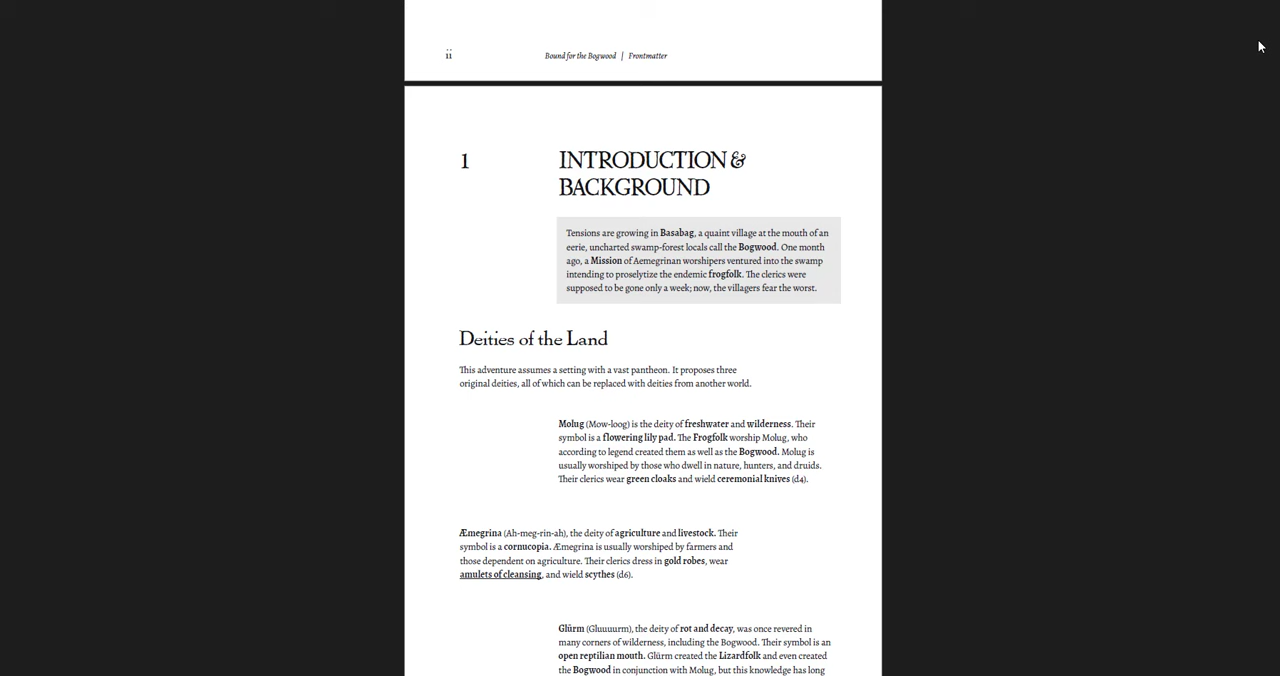 ii
Bound for the Bogwood | Frontmatter
1
INTRODUCTION &
BACKGROUND
Tensions are growing in Basabag, a quaint village at the mouth of an
eerie, uncharted swamp-forest locals call the Bogwood. One month
ago, a Mission of Aemegrinan worshipers ventured into the swamp
intending to proselytize the endemic frogfolk. The clerics were
supposed to be gone only a week; now, the villagers fear the worst.
Deities of the Land
This adventure assumes a setting with a vast pantheon. It proposes three
original deities, all of which can be replaced with deities from another world.
Molug (Mow-loog) is the deity of freshwater and wilderness. Their
symbol is a flowering lily pad. The Frogfolk worship Molug, who
according to legend created them as well as the Bogwood. Molug is
usually worshiped by those who dwell in nature, hunters, and druids.
Their clerics wear green cloaks and wield ceremonial knives (d4).
Æmegrina (Ah-meg-rin-ah), the deity of agriculture and livestock. Their
symbol is a cornucopia. Æmegrina is usually worshiped by farmers and
those dependent on agriculture. Their clerics dress in gold robes, wear
amulets of cleansing, and wield scythes (d6).
Glûrm (Gluuuurm), the deity of rot and decay, was once revered in
many corners of wilderness, including the Bogwood. Their symbol is an
open reptilian mouth. Glûrm created the Lizardfolk and even created
the Bogwood in conjunction with Molug, but this knowledge has long